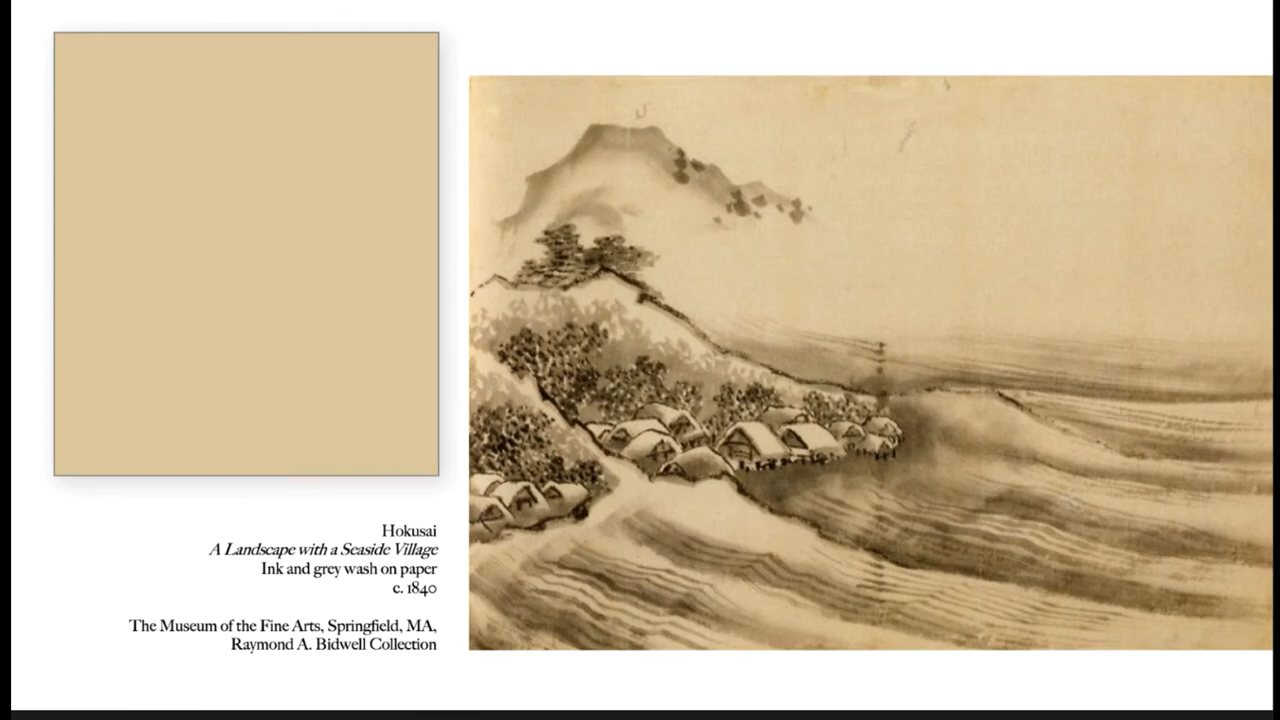 Hokusai
A Landscape with a Seaside Village
Ink and grey wash on paper
c. 1840
The Museum of the Fine Arts, Springfield, MA,
Raymond A. Bidwell Collection